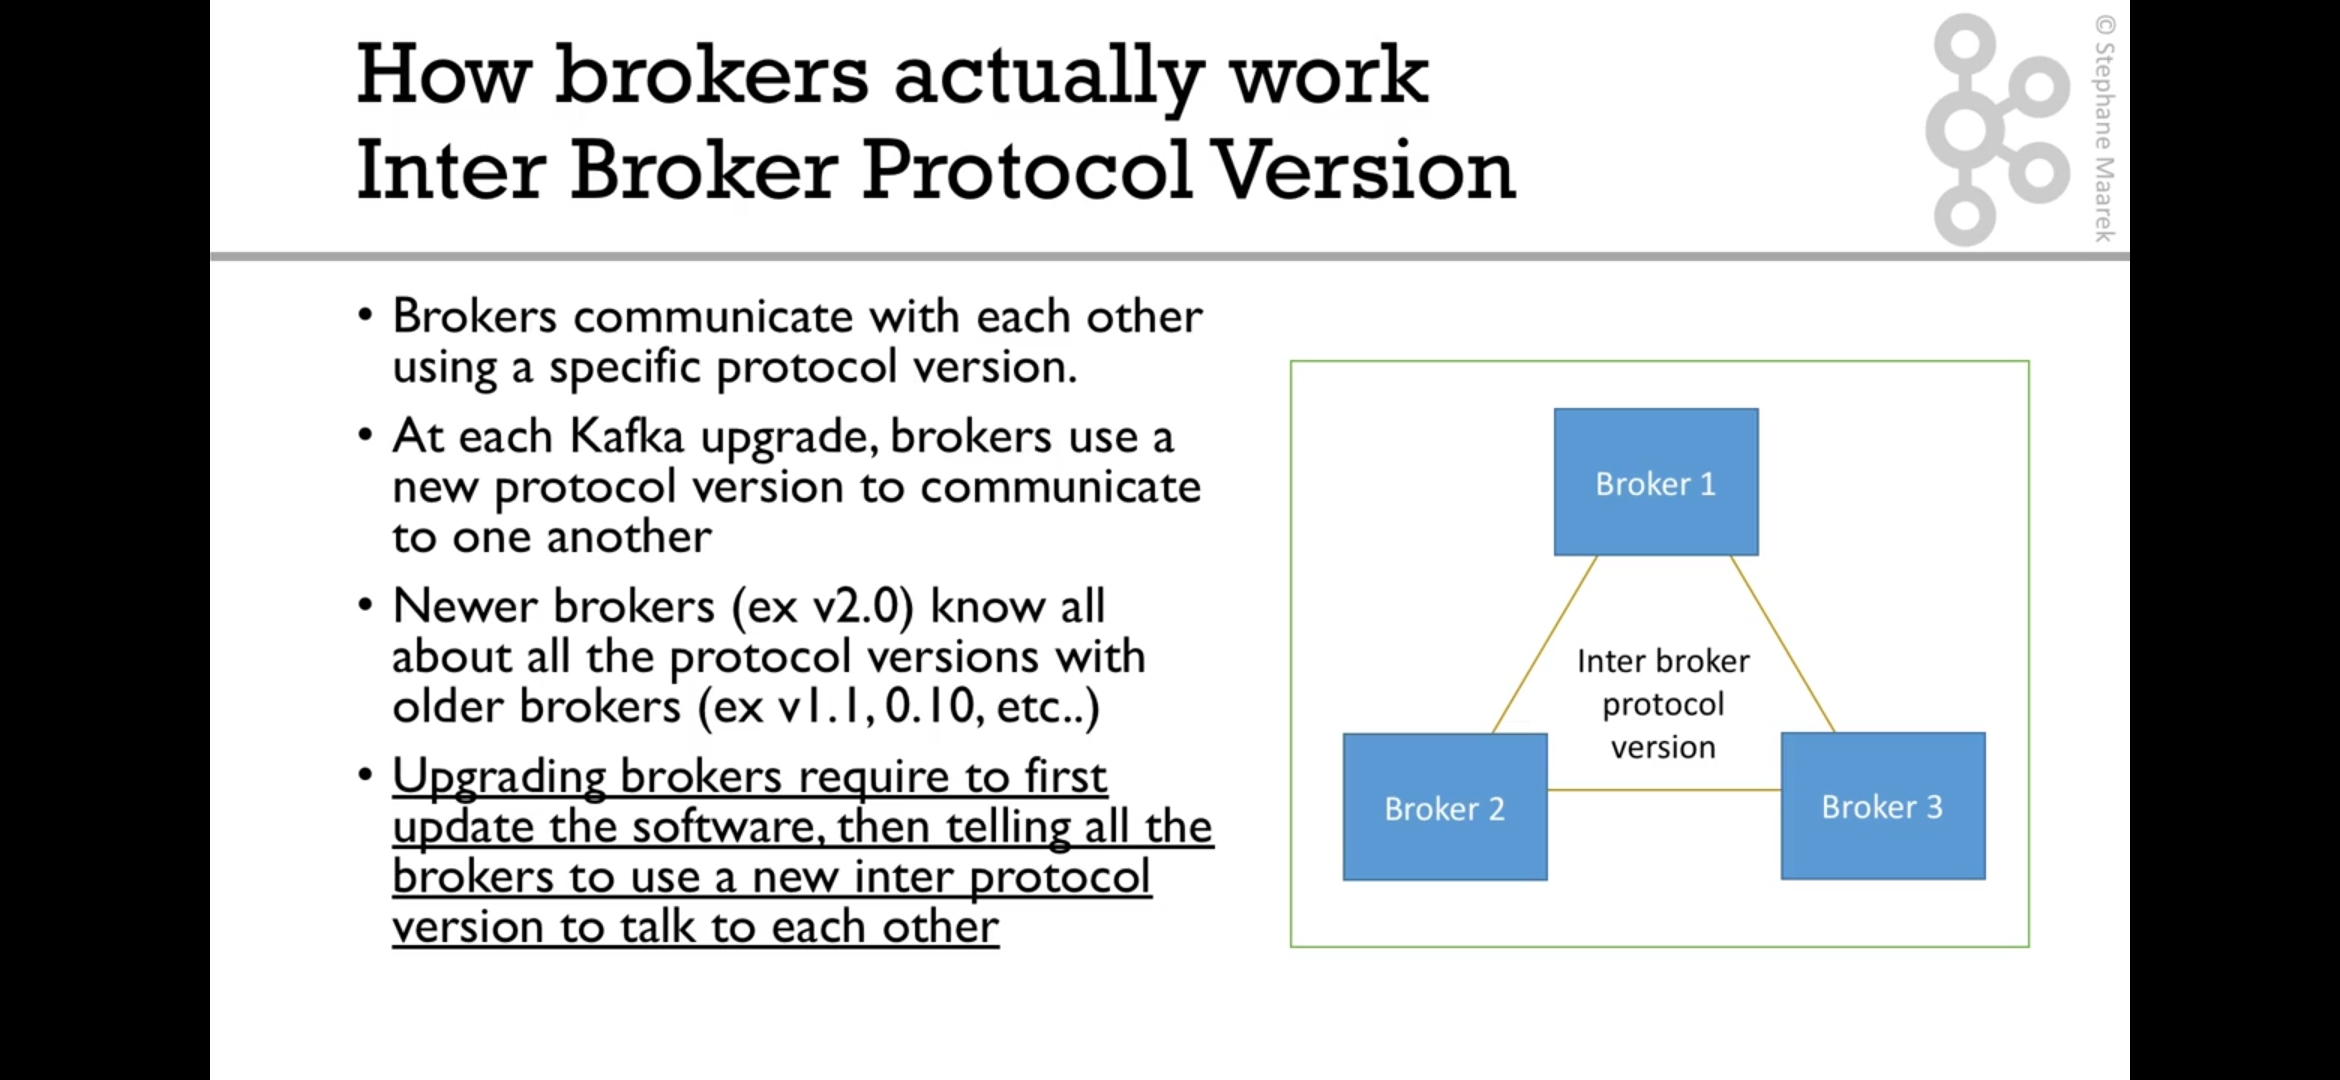 How brokers actually work
Inter Broker Protocol Version
© Stephane Maarek
• Brokers communicate with each other
using a specific protocol version.
• At each Kafka upgrade, brokers use a
new protocol version to communicate
to one another
• Newer brokers (ex v2.0) know all
about all the protocol versions with
older brokers (ex v1.1, 0.10, etc..)
• Upgrading brokers require to first
update the software, then telling all the
brokers to use a new inter protocol
version to talk to each other
Broker 1
Inter broker
protocol
version
Broker 2
Broker 3